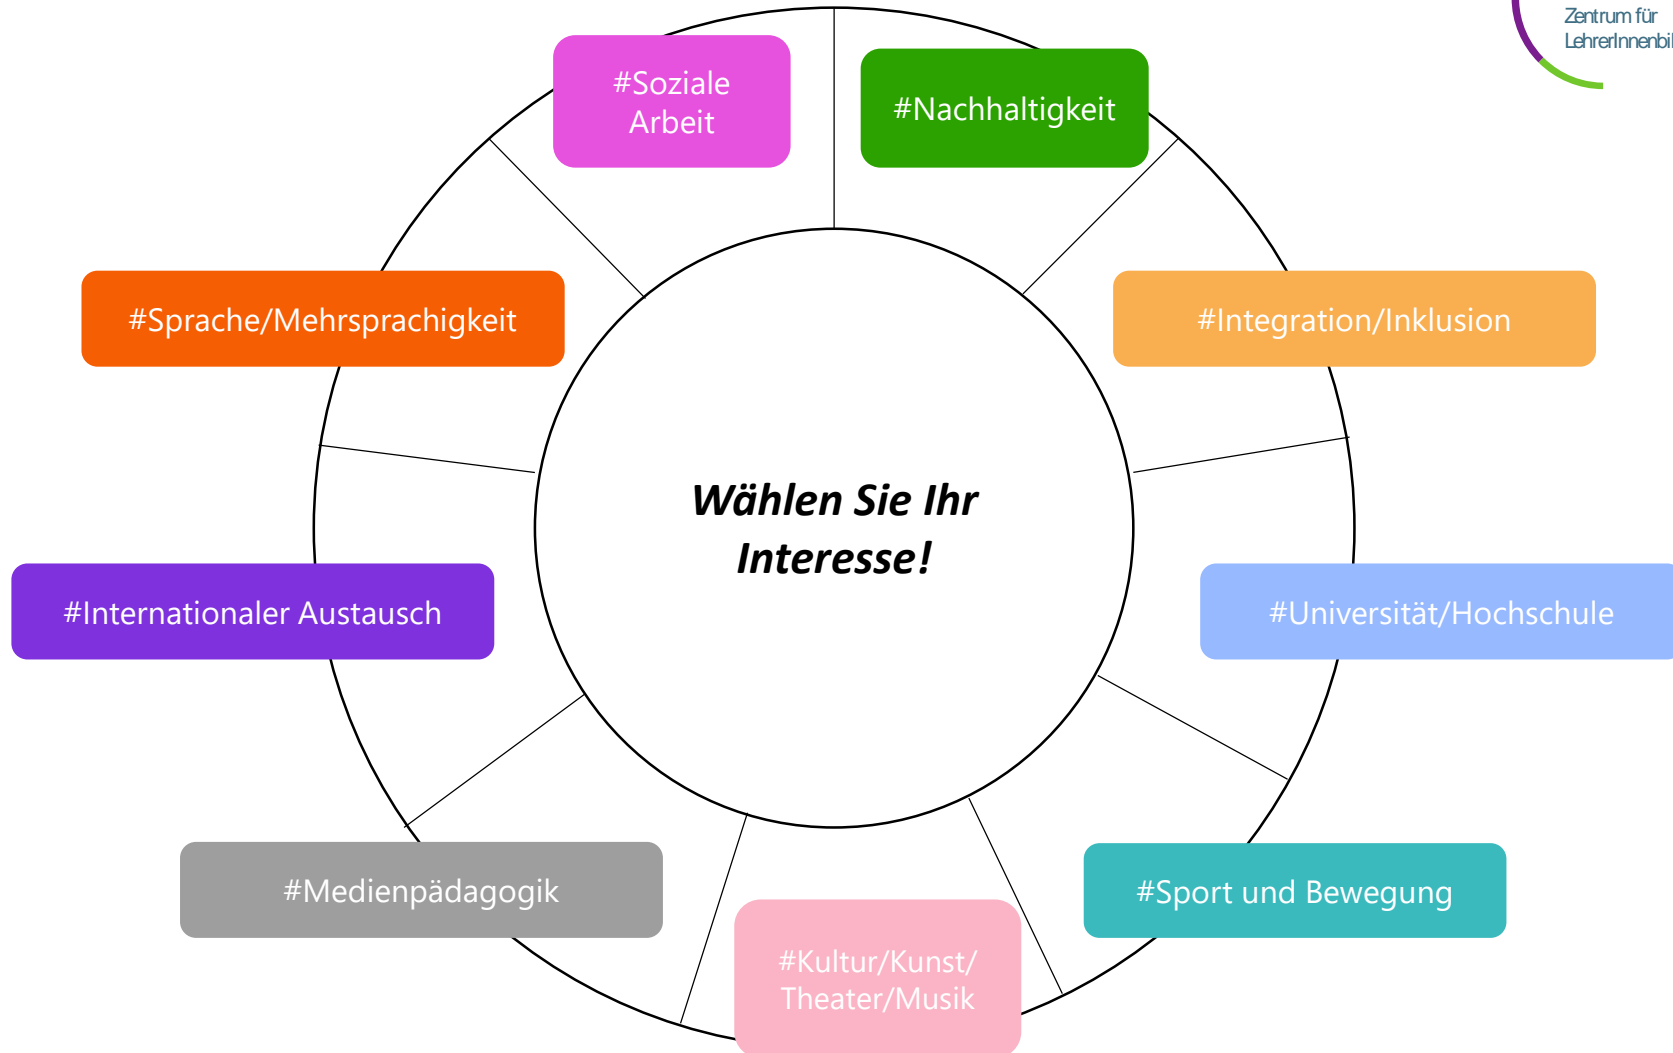 Zentrum für
#Soziale
Arbeit
#Nachhaltigkeit
#Sprache/Mehrsprachigkeit
#Integration/Inklusion
Wählen Sie Ihr
Interesse!
#Internationaler Austausch
#Universität/Hochschule
#Medienpädagogik
#Sport und Bewegung
#Kultur/Kunst/
Theater/Musik